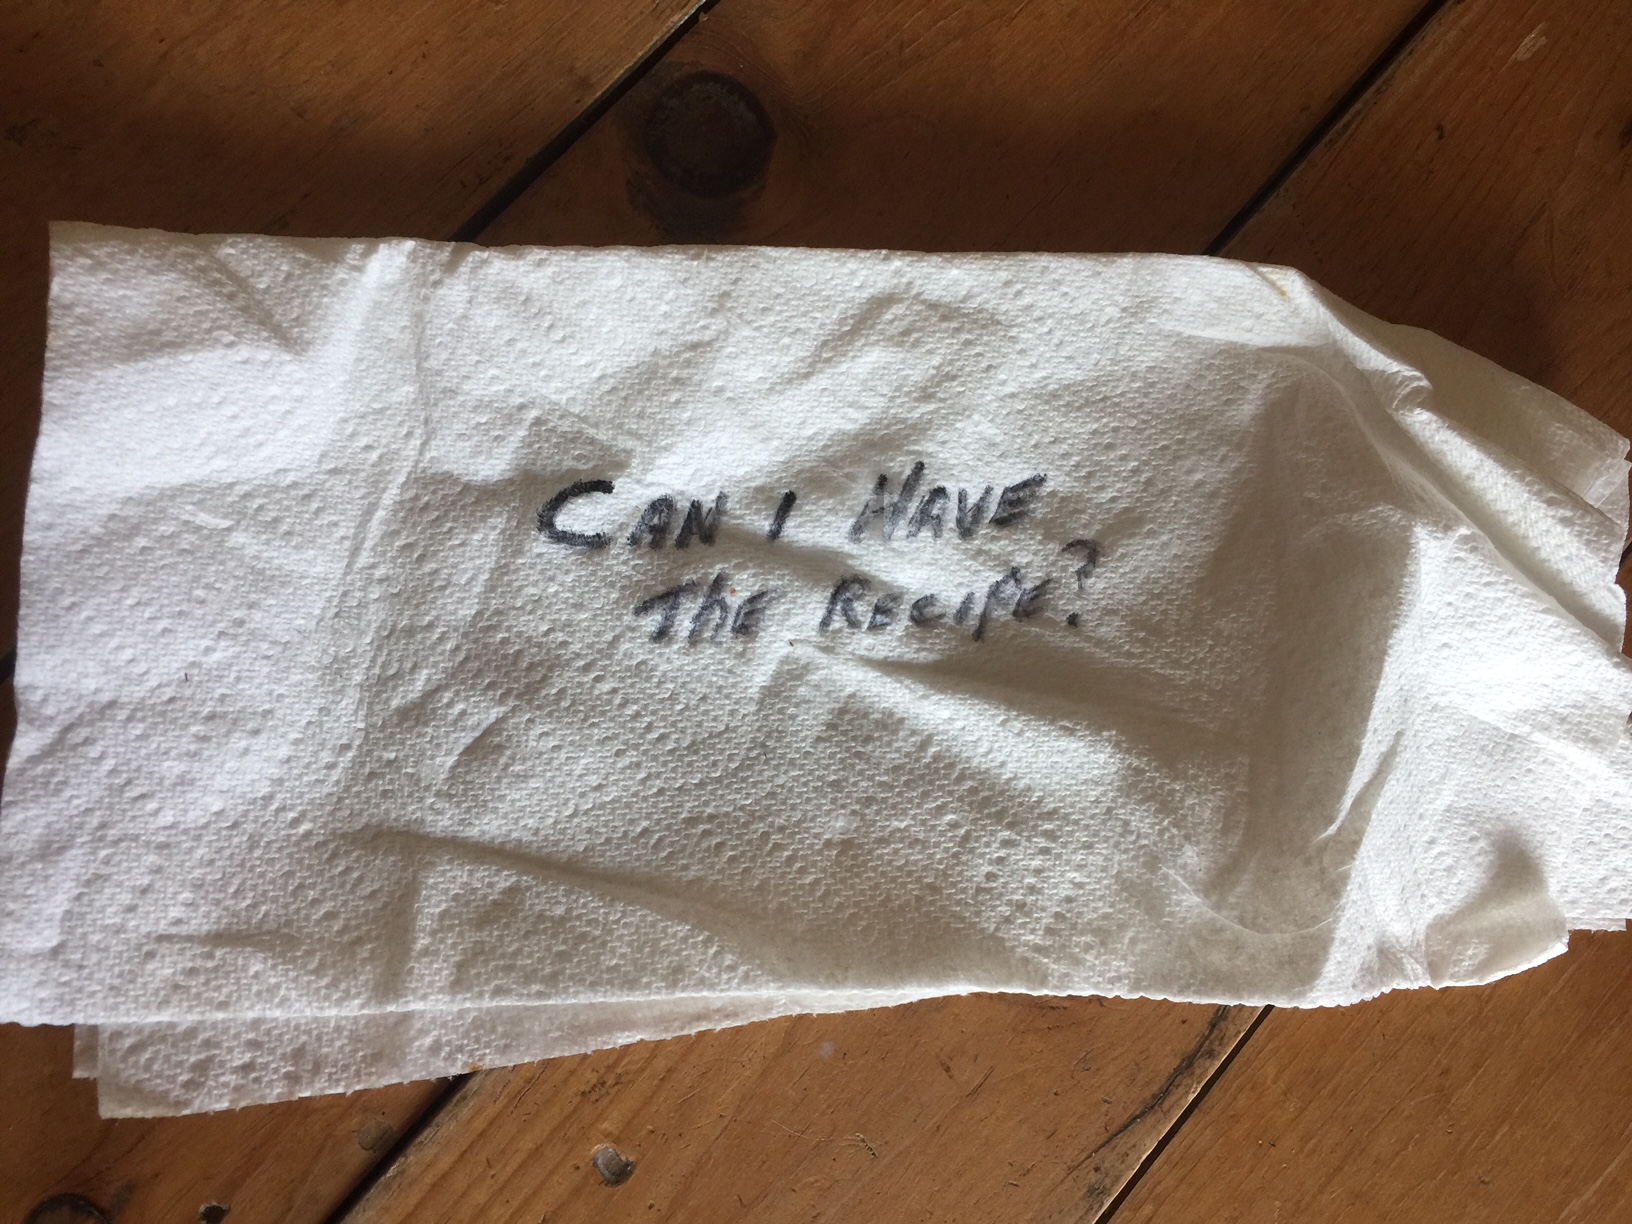 CAN I HAVE
THE RECIPE?